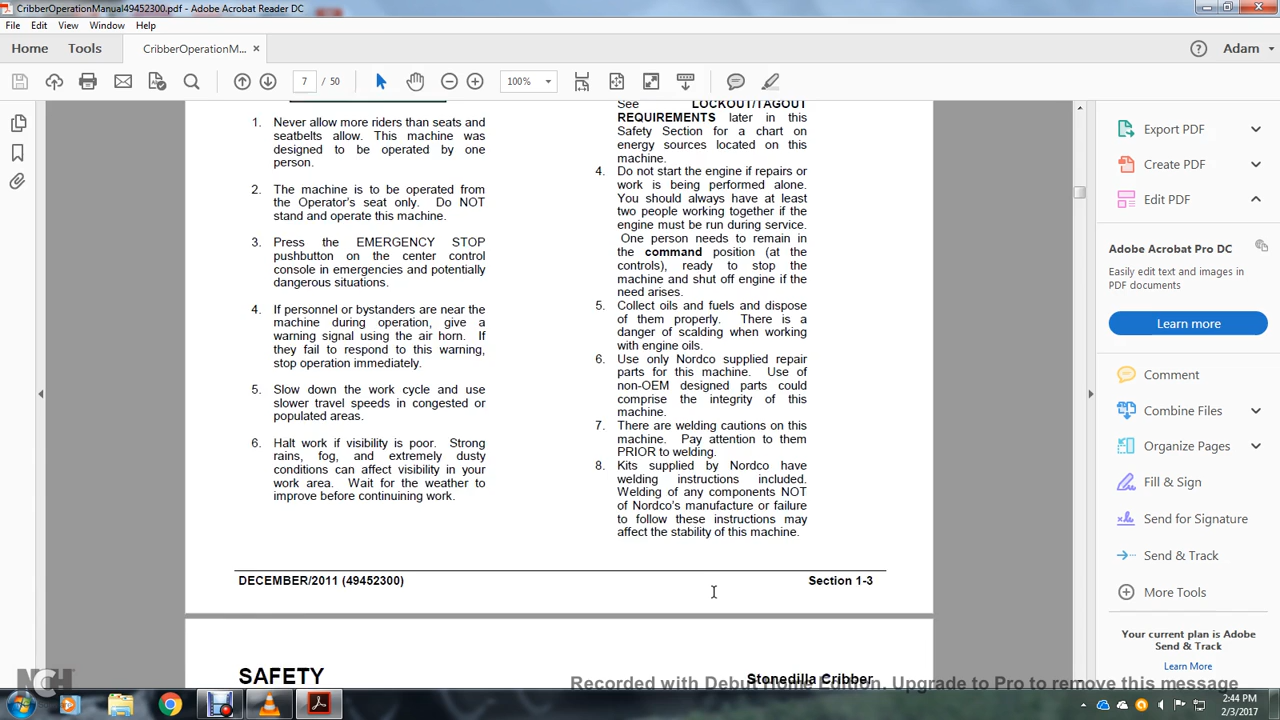 CribberOperationManual49452300.pdf - Adobe Acrobat Reader DC
File Edit View Window Help
Home Tools CribberOperationM... × Adam
7 / 50 100%
1. Never allow more riders than seats and
seatbelts allow. This machine was
designed to be operated by one
person.
2. The machine is to be operated from
the Operator's seat only. Do NOT
stand and operate this machine.
3. Press the EMERGENCY STOP
pushbutton on the center control
console in emergencies and potentially
dangerous situations.
4. If personnel or bystanders are near the
machine during operation, give a
warning signal using the air horn. If
they fail to respond to this warning,
stop operation immediately.
5. Slow down the work cycle and use
slower travel speeds in congested or
populated areas.
6. Halt work if visibility is poor. Strong
rains, fog, and extremely dusty
conditions can affect visibility in your
work area. Wait for the weather to
improve before continuining work.
See LOCKOUT/TAGOUT
REQUIREMENTS later in this
Safety Section for a chart on
energy sources located on this
machine.
4. Do not start the engine if repairs or
work is being performed alone.
You should always have at least
two people working together if the
engine must be run during service.
One person needs to remain in
the command position (at the
controls), ready to stop the
machine and shut off engine if the
need arises.
5. Collect oils and fuels and dispose
of them properly. There is a
danger of scalding when working
with engine oils.
6. Use only Nordco supplied repair
parts for this machine. Use of
non-OEM designed parts could
comprise the integrity of this
machine.
7. There are welding cautions on this
machine. Pay attention to them
PRIOR to welding.
8. Kits supplied by Nordco have
welding instructions included.
Welding of any components NOT
of Nordco's manufacture or failure
to follow these instructions may
affect the stability of this machine.
DECEMBER/2011 (49452300) Section 1-3
SAFETY Stonedilla Cribber
Export PDF
Create PDF
Edit PDF
Adobe Acrobat Pro DC
Easily edit text and images in
PDF documents
Learn more
Comment
Combine Files
Organize Pages
Fill & Sign
Send for Signature
Send & Track
More Tools
Your current plan is Adobe
Send & Track
Learn More
NCH
Recorded with Debut Home Edition. Upgrade to Pro to remove this message
2:44 PM
2/3/2017